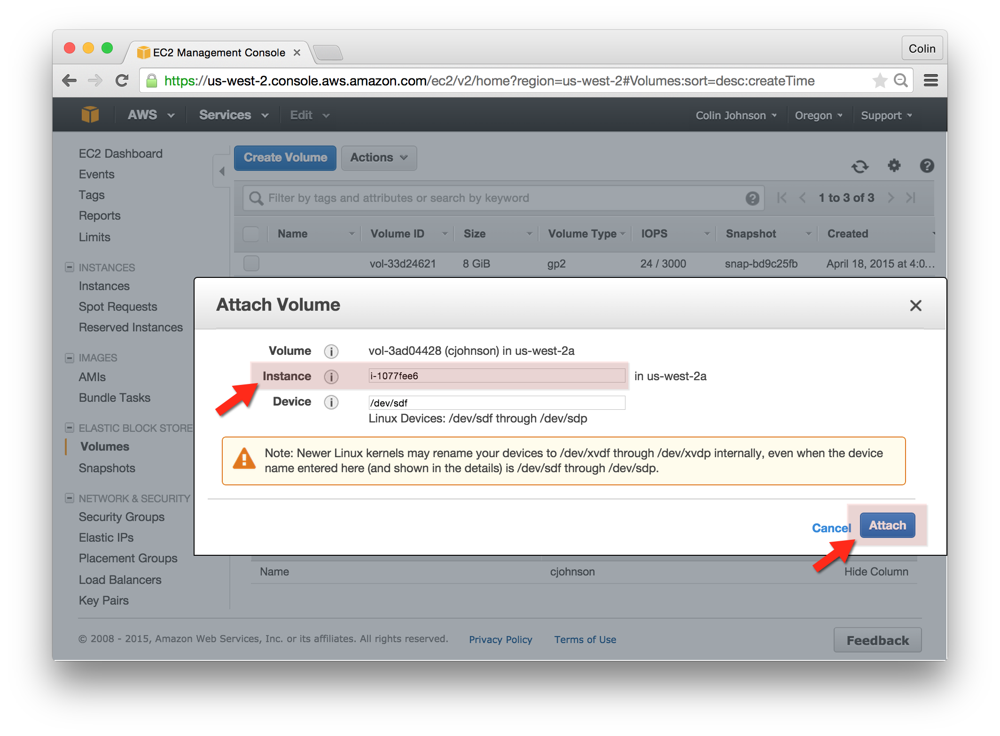 EC2 Management Console
Colin
https://us-west-2.console.aws.amazon.com/ec2/v2/home?region=us-west-2#Volumes:sort=desc:createTime
AWS Services Edit Colin Johnson Oregon Support
EC2 Dashboard
Events
Tags
Reports
Limits
INSTANCES
Instances
Spot Requests
Reserved Instances
IMAGES
AMIs
Bundle Tasks
ELASTIC BLOCK STORE
Volumes
Snapshots
NETWORK & SECURITY
Security Groups
Elastic IPs
Placement Groups
Load Balancers
Key Pairs
Create Volume Actions
Filter by tags and attributes or search by keyword 1 to 3 of 3
Name Volume ID Size Volume Type IOPS Snapshot Created
vol-33d24621 8 GiB gp2 24 / 3000 snap-bd9c25fb April 18, 2015 at 4:0...
Attach Volume
Volume vol-3ad04428 (cjohnson) in us-west-2a
Instance i-1077fee6 in us-west-2a
Device /dev/sdf
Linux Devices: /dev/sdf through /dev/sdp
Note: Newer Linux kernels may rename your devices to /dev/xvdf through /dev/xvdp internally, even when the device
name entered here (and shown in the details) is /dev/sdf through /dev/sdp.
Cancel Attach
Name cjohnson Hide Column
© 2008 - 2015, Amazon Web Services, Inc. or its affiliates. All rights reserved. Privacy Policy Terms of Use Feedback